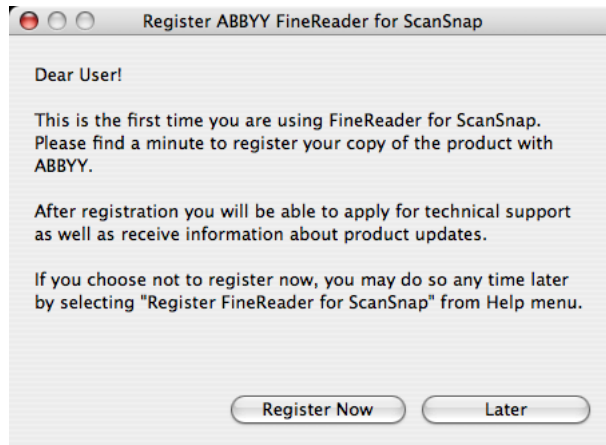 Register ABBYY FineReader for ScanSnap
Dear User!
This is the first time you are using FineReader for ScanSnap.
Please find a minute to register your copy of the product with
ABBYY.
After registration you will be able to apply for technical support
as well as receive information about product updates.
If you choose not to register now, you may do so any time later
by selecting "Register FineReader for ScanSnap" from Help menu.
Register Now
Later